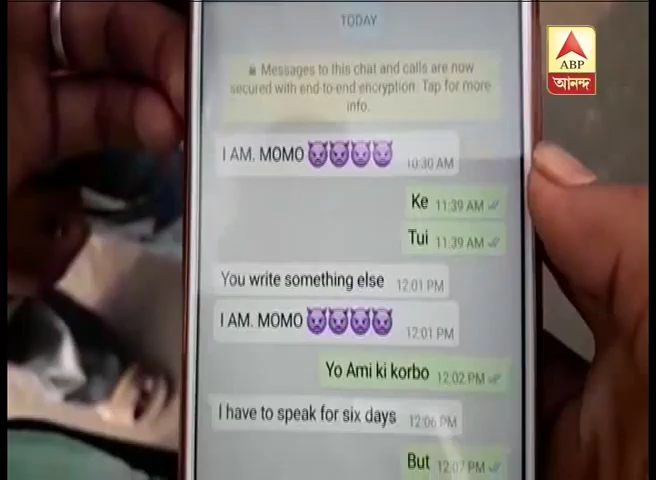 TODAY
ABP
আনন্দ
Messages to this chat and calls are now
secured with end-to-end encryption. Tap for more
info.
I AM. MOMO 😈😈😈😈 10:30 AM
Ke 11:39 AM
Tui 11:39 AM
You write something else 12:01 PM
I AM. MOMO 😈😈😈😈 12:01 PM
Yo Ami ki korbo 12:02 PM
I have to speak for six days 12:06 PM
But 12:07 PM